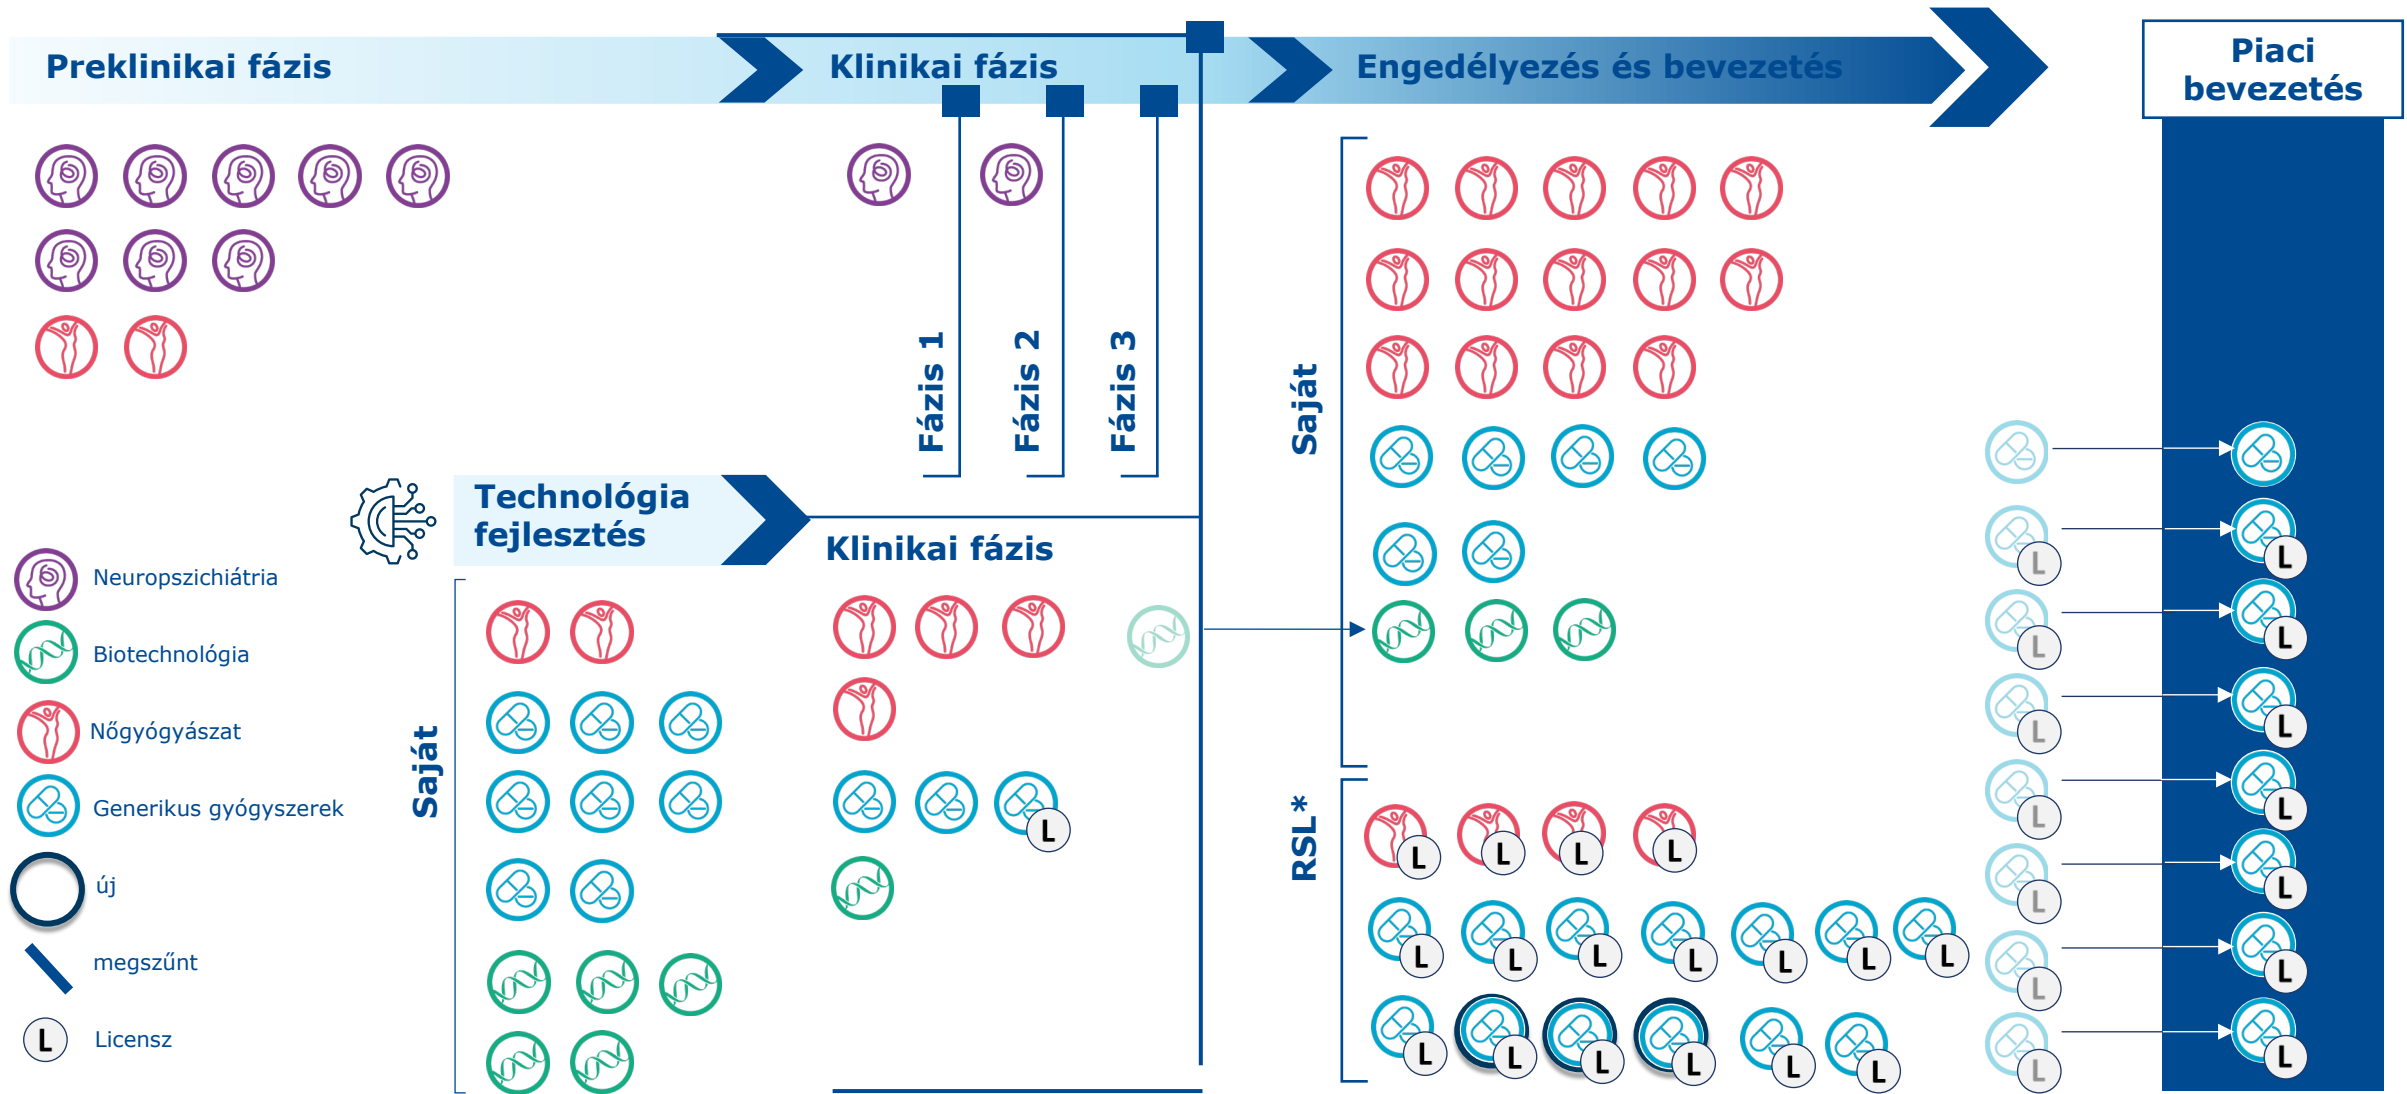 Preklinikai fázis
Klinikai fázis
Engedélyezés és bevezetés
Piaci
bevezetés
Fázis 1
Fázis 2
Fázis 3
Saját
Technológia
fejlesztés
Klinikai fázis
Neuropszichiátria
Biotechnológia
Nőgyógyászat
Generikus gyógyszerek
új
megszűnt
L
Licensz
Saját
L
RSL*
L L L L
L L L L L L L
L L L L L L
L
L
L
L
L
L
L
L
L
L
L
L
L
L